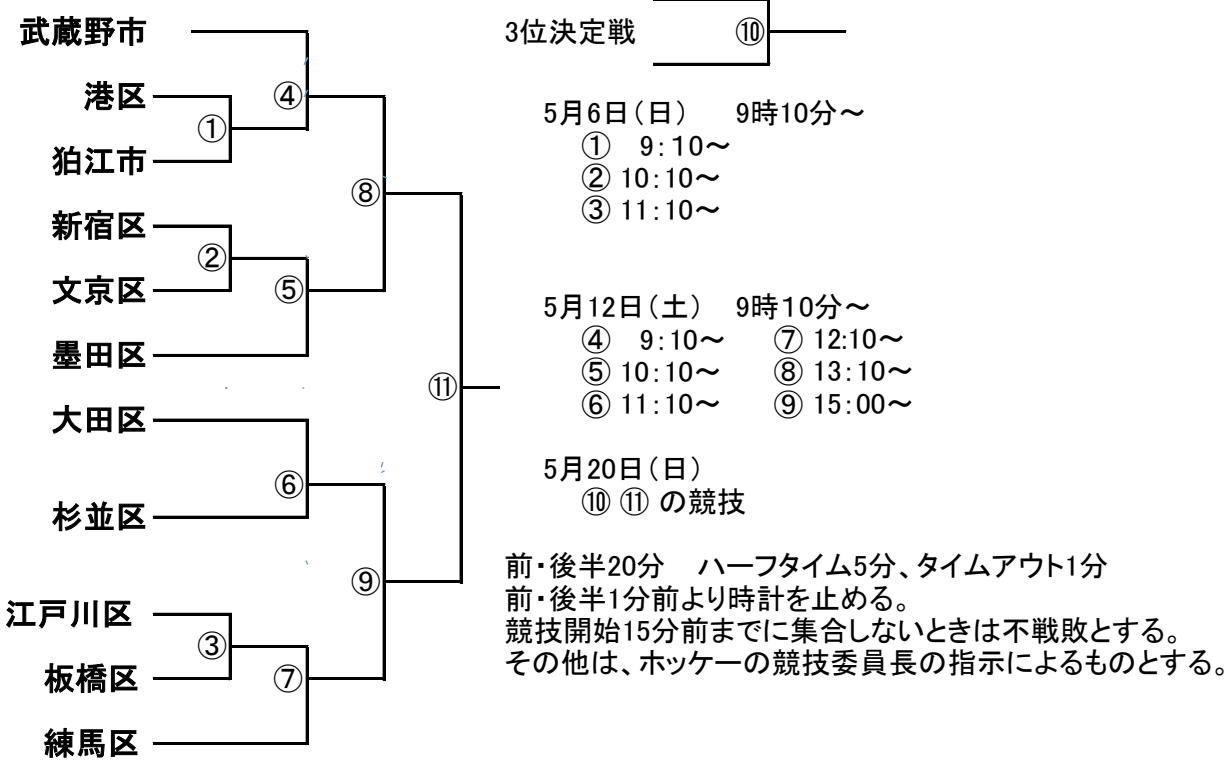 武蔵野市
港区
狛江市
新宿区
文京区
墨田区
大田区
杉並区
江戸川区
板橋区
練馬区
①
②
③
④
⑤
⑥
⑦
⑧
⑨
⑪
3位決定戦 ⑩
5月6日(日) 9時10分～
① 9:10～
② 10:10～
③ 11:10～
5月12日(土) 9時10分～
④ 9:10～ ⑦ 12:10～
⑤ 10:10～ ⑧ 13:10～
⑥ 11:10～ ⑨ 15:00～
5月20日(日)
⑩ ⑪ の競技
前・後半20分 ハーフタイム5分、タイムアウト1分
前・後半1分前より時計を止める。
競技開始15分前までに集合しないときは不戦敗とする。
その他は、ホッケーの競技委員長の指示によるものとする。